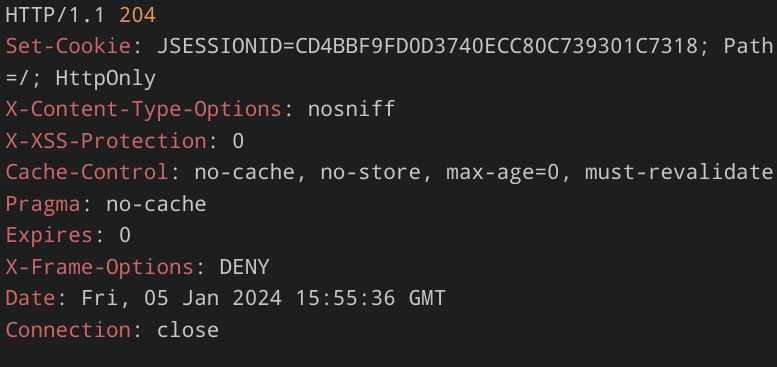 HTTP/1.1 204
Set-Cookie: JSESSIONID=CD4BBF9FD0D3740ECC80C739301C7318; Path
=/; HttpOnly
X-Content-Type-Options: nosniff
X-XSS-Protection: 0
Cache-Control: no-cache, no-store, max-age=0, must-revalidate
Pragma: no-cache
Expires: 0
X-Frame-Options: DENY
Date: Fri, 05 Jan 2024 15:55:36 GMT
Connection: close